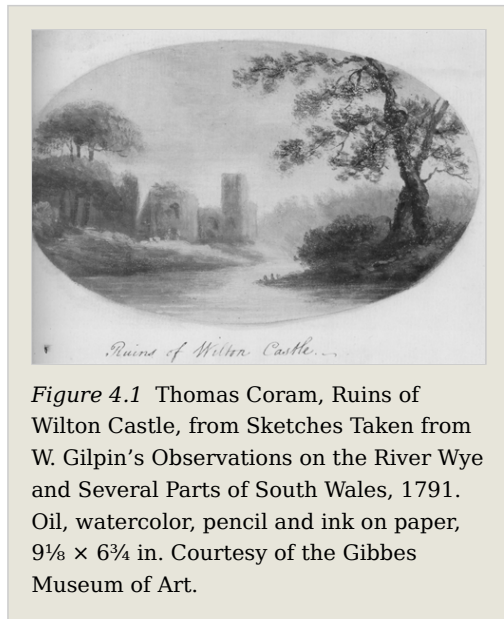 Ruins of Wilton Castle....
Figure 4.1 Thomas Coram, Ruins of
Wilton Castle, from Sketches Taken from
W. Gilpin’s Observations on the River Wye
and Several Parts of South Wales, 1791.
Oil, watercolor, pencil and ink on paper,
9⅛ × 6¾ in. Courtesy of the Gibbes
Museum of Art.